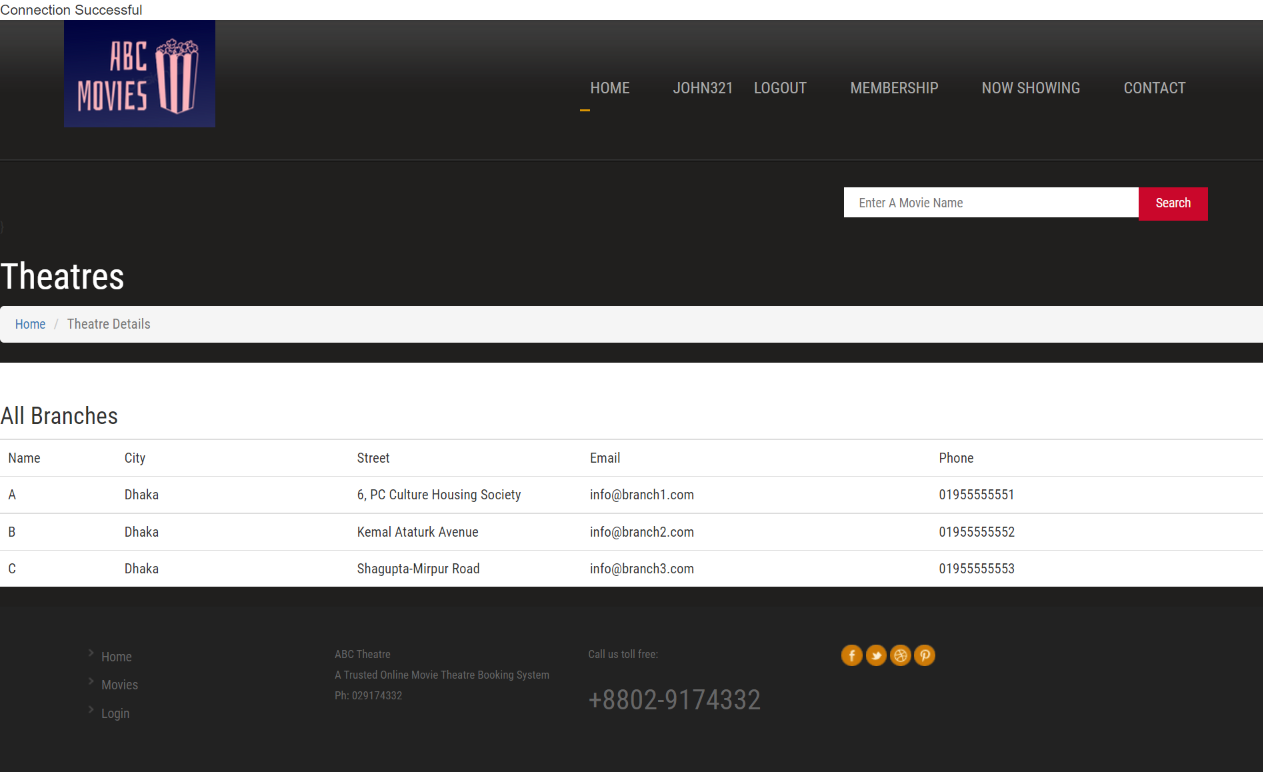 Connection Successful
ABC
MOVIES
HOME JOHN321 LOGOUT MEMBERSHIP NOW SHOWING CONTACT
Enter A Movie Name Search
}
Theatres
Home / Theatre Details
All Branches
Name City Street Email Phone
A Dhaka 6, PC Culture Housing Society info@branch1.com 01955555551
B Dhaka Kemal Ataturk Avenue info@branch2.com 01955555552
C Dhaka Shagupta-Mirpur Road info@branch3.com 01955555553
Home
Movies
Login
ABC Theatre
A Trusted Online Movie Theatre Booking System
Ph: 029174332
Call us toll free:
+8802-9174332